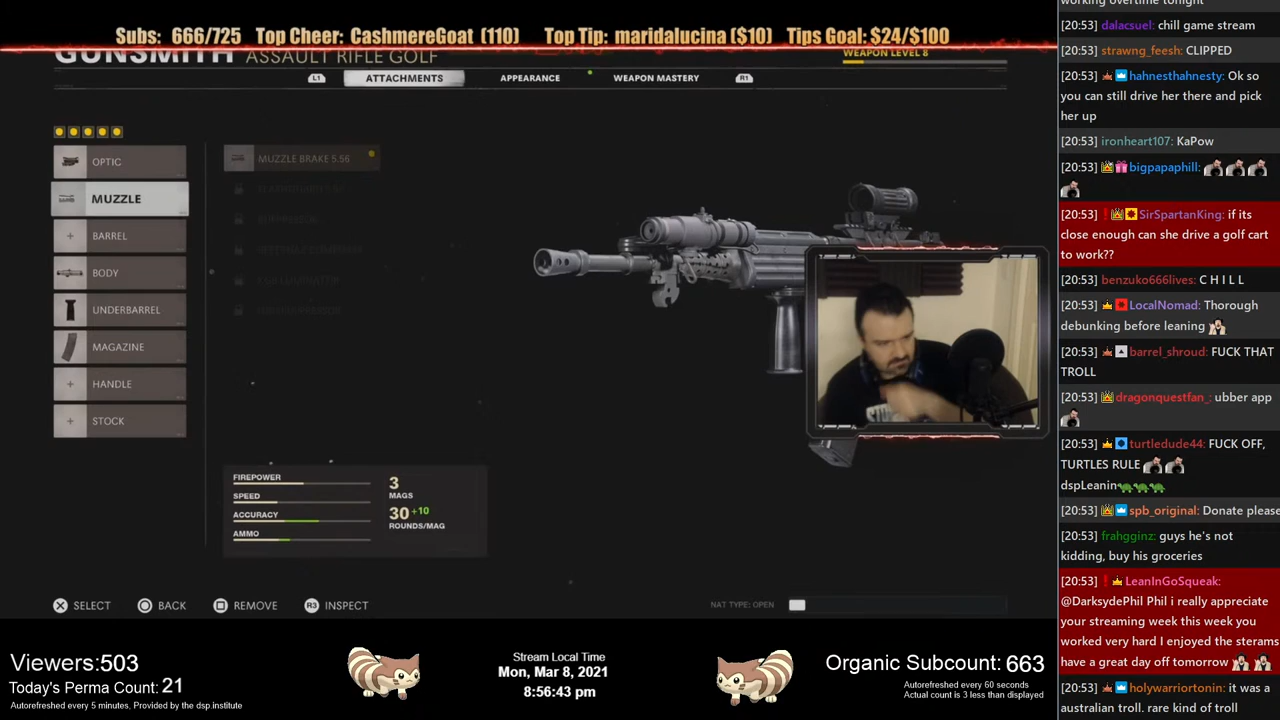 Subs: 666/725 Top Cheer: CashmereGoat (110) Top Tip: maridalucina ($10) Tips Goal: $24/$100
GUNSMITH ASSAULT RIFLE GOLF
WEAPON LEVEL 8
L1 ATTACHMENTS APPEARANCE WEAPON MASTERY R1
OPTIC
MUZZLE
BARREL
BODY
UNDERBARREL
MAGAZINE
HANDLE
STOCK
MUZZLE BRAKE 5.56
FIREPOWER
SPEED
ACCURACY
AMMO
3
MAGS
30+10
ROUNDS/MAG
SELECT BACK REMOVE R3 INSPECT
NAT TYPE: OPEN
Viewers:503
Today's Perma Count: 21
Autorefreshed every 5 minutes, Provided by the dsp.institute
Stream Local Time
Mon, Mar 8, 2021
8:56:43 pm
Organic Subcount: 663
Autorefreshed every 60 seconds
Actual count is 3 less than displayed
working overtime tonight
[20:53] dalacsuel: chill game stream
[20:53] strawng_feesh: CLIPPED
[20:53] hahnesthahnesty: Ok so
you can still drive her there and pick
her up
[20:53] ironheart107: KaPow
[20:53] bigpapaphill:
[20:53] SirSpartanKing: if its
close enough can she drive a golf cart
to work??
[20:53] benzuko666lives: C H I L L
[20:53] LocalNomad: Thorough
debunking before leaning
[20:53] barrel_shroud: FUCK THAT
TROLL
[20:53] dragonquestfan_: ubber app
[20:53] turtledude44: FUCK OFF,
TURTLES RULE
dspLeanin
[20:53] spb_original: Donate please
[20:53] frahgginz: guys he's not
kidding, buy his groceries
[20:53] LeanInGoSqueak:
@DarksydePhil Phil i really appreciate
your streaming week this week you
worked very hard I enjoyed the sterams
have a great day off tomorrow
[20:53] holywarriortonin: it was a
australian troll. rare kind of troll